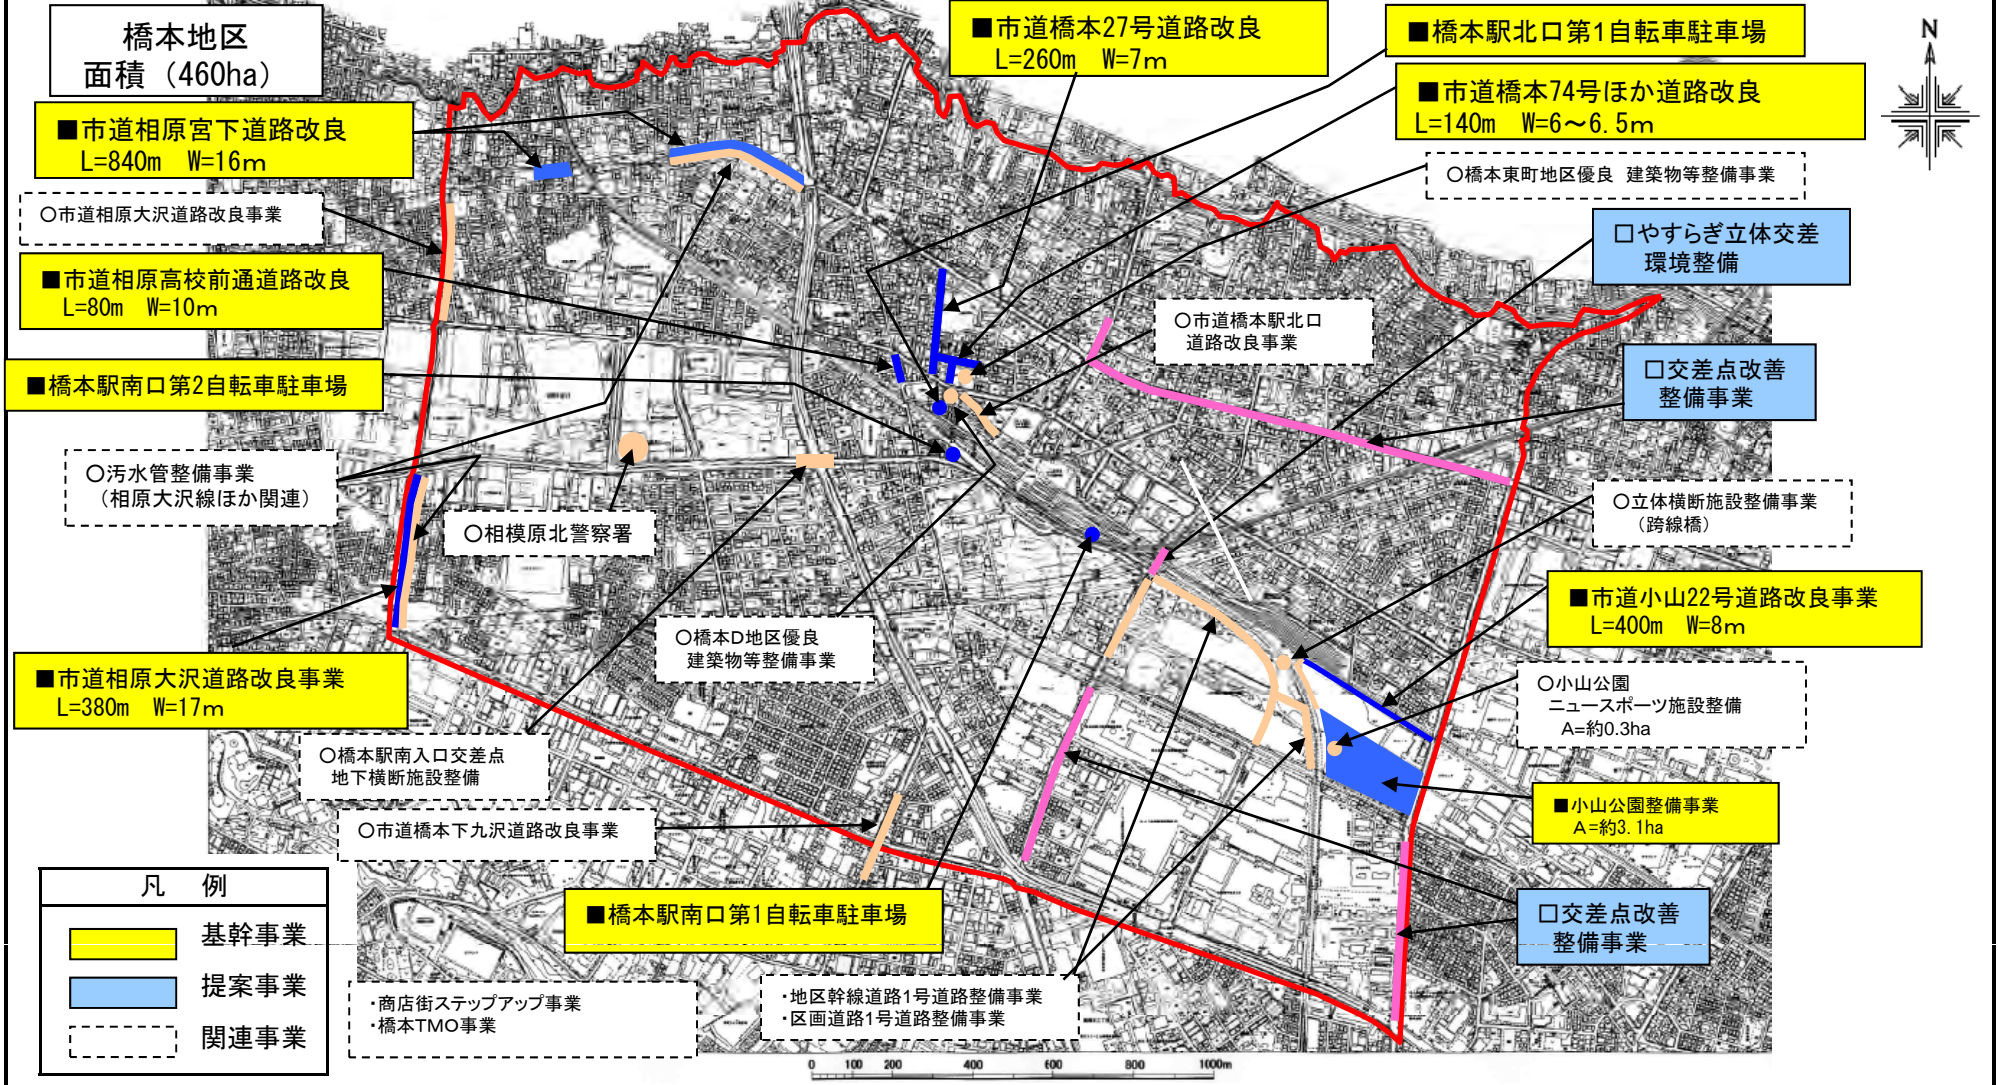 橋本地区
面積（460ha）
■市道橋本27号道路改良
L=260m W=7m
■橋本駅北口第1自転車駐車場
N
■市道橋本74号ほか道路改良
L=140m W=6～6.5m
■市道相原宮下道路改良
L=840m W=16m
○橋本東町地区優良 建築物等整備事業
○市道相原大沢道路改良事業
□やすらぎ立体交差
環境整備
■市道相原高校前通道路改良
L=80m W=10m
○市道橋本駅北口
道路改良事業
□交差点改善
整備事業
■橋本駅南口第2自転車駐車場
○汚水管整備事業
（相原大沢線ほか関連）
○相模原北警察署
○立体横断施設整備事業
（跨線橋）
■市道小山22号道路改良事業
L=400m W=8m
○橋本D地区優良
建築物等整備事業
■市道相原大沢道路改良事業
L=380m W=17m
○小山公園
ニュースポーツ施設整備
A=約0.3ha
○橋本駅南入口交差点
地下横断施設整備
■小山公園整備事業
A=約3.1ha
○市道橋本下九沢道路改良事業
■橋本駅南口第1自転車駐車場
□交差点改善
整備事業
凡 例
基幹事業
提案事業
関連事業
・商店街ステップアップ事業
・橋本TMO事業
・地区幹線道路1号道路整備事業
・区画道路1号道路整備事業
0 100 200 400 600 800 1000m